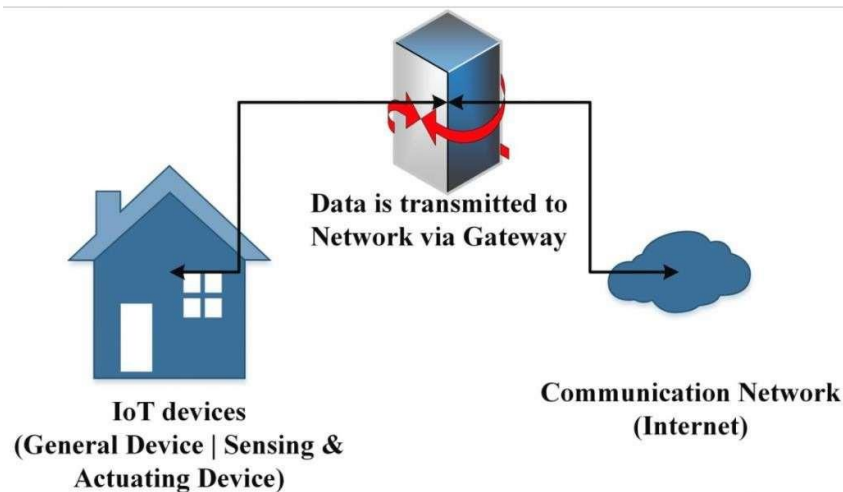 Data is transmitted to
Network via Gateway
IoT devices
(General Device | Sensing &
Actuating Device)
Communication Network
(Internet)